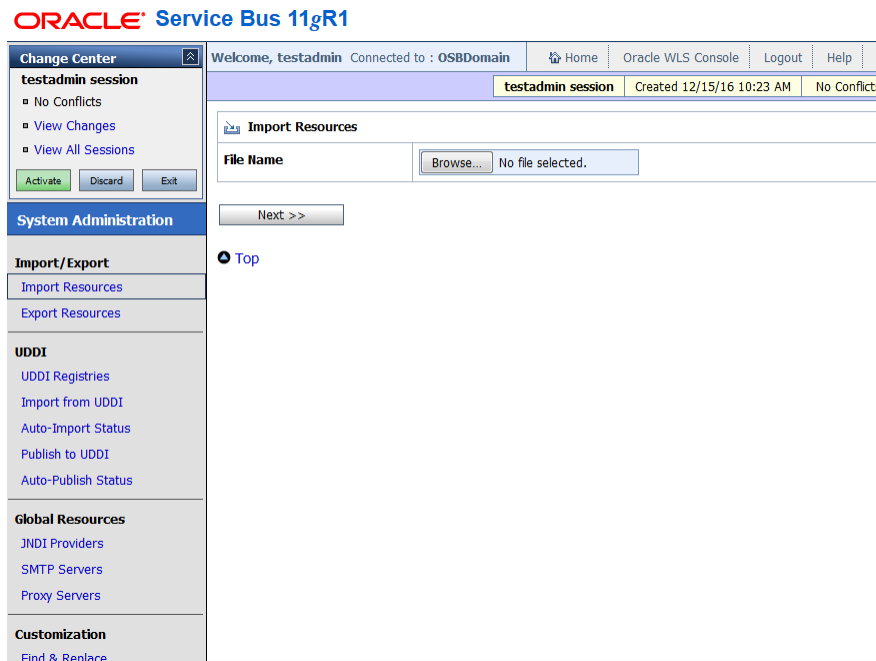 ORACLE Service Bus 11gR1
Change Center
testadmin session
No Conflicts
View Changes
View All Sessions
Activate Discard Exit
System Administration
Import/Export
Import Resources
Export Resources
UDDI
UDDI Registries
Import from UDDI
Auto-Import Status
Publish to UDDI
Auto-Publish Status
Global Resources
JNDI Providers
SMTP Servers
Proxy Servers
Customization
Find & Replace
Welcome, testadmin Connected to : OSBDomain Home Oracle WLS Console Logout Help
testadmin session Created 12/15/16 10:23 AM No Conflict
Import Resources
File Name Browse... No file selected.
Next >>
Top